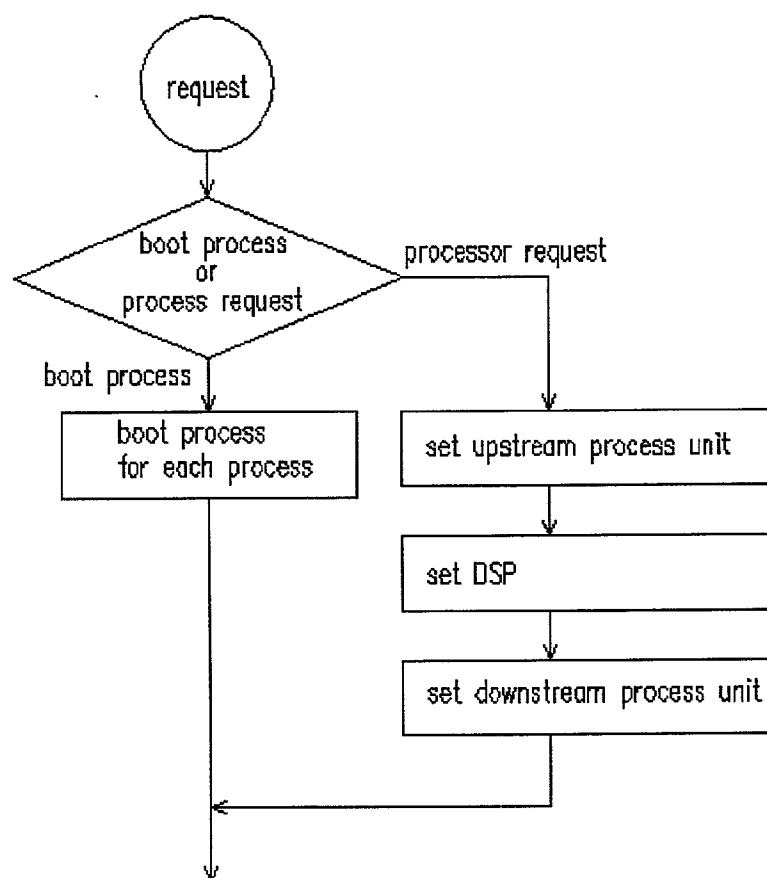 request
boot process
or
process request
processor request
boot process
boot process
for each process
set upstream process unit
set DSP
set downstream process unit